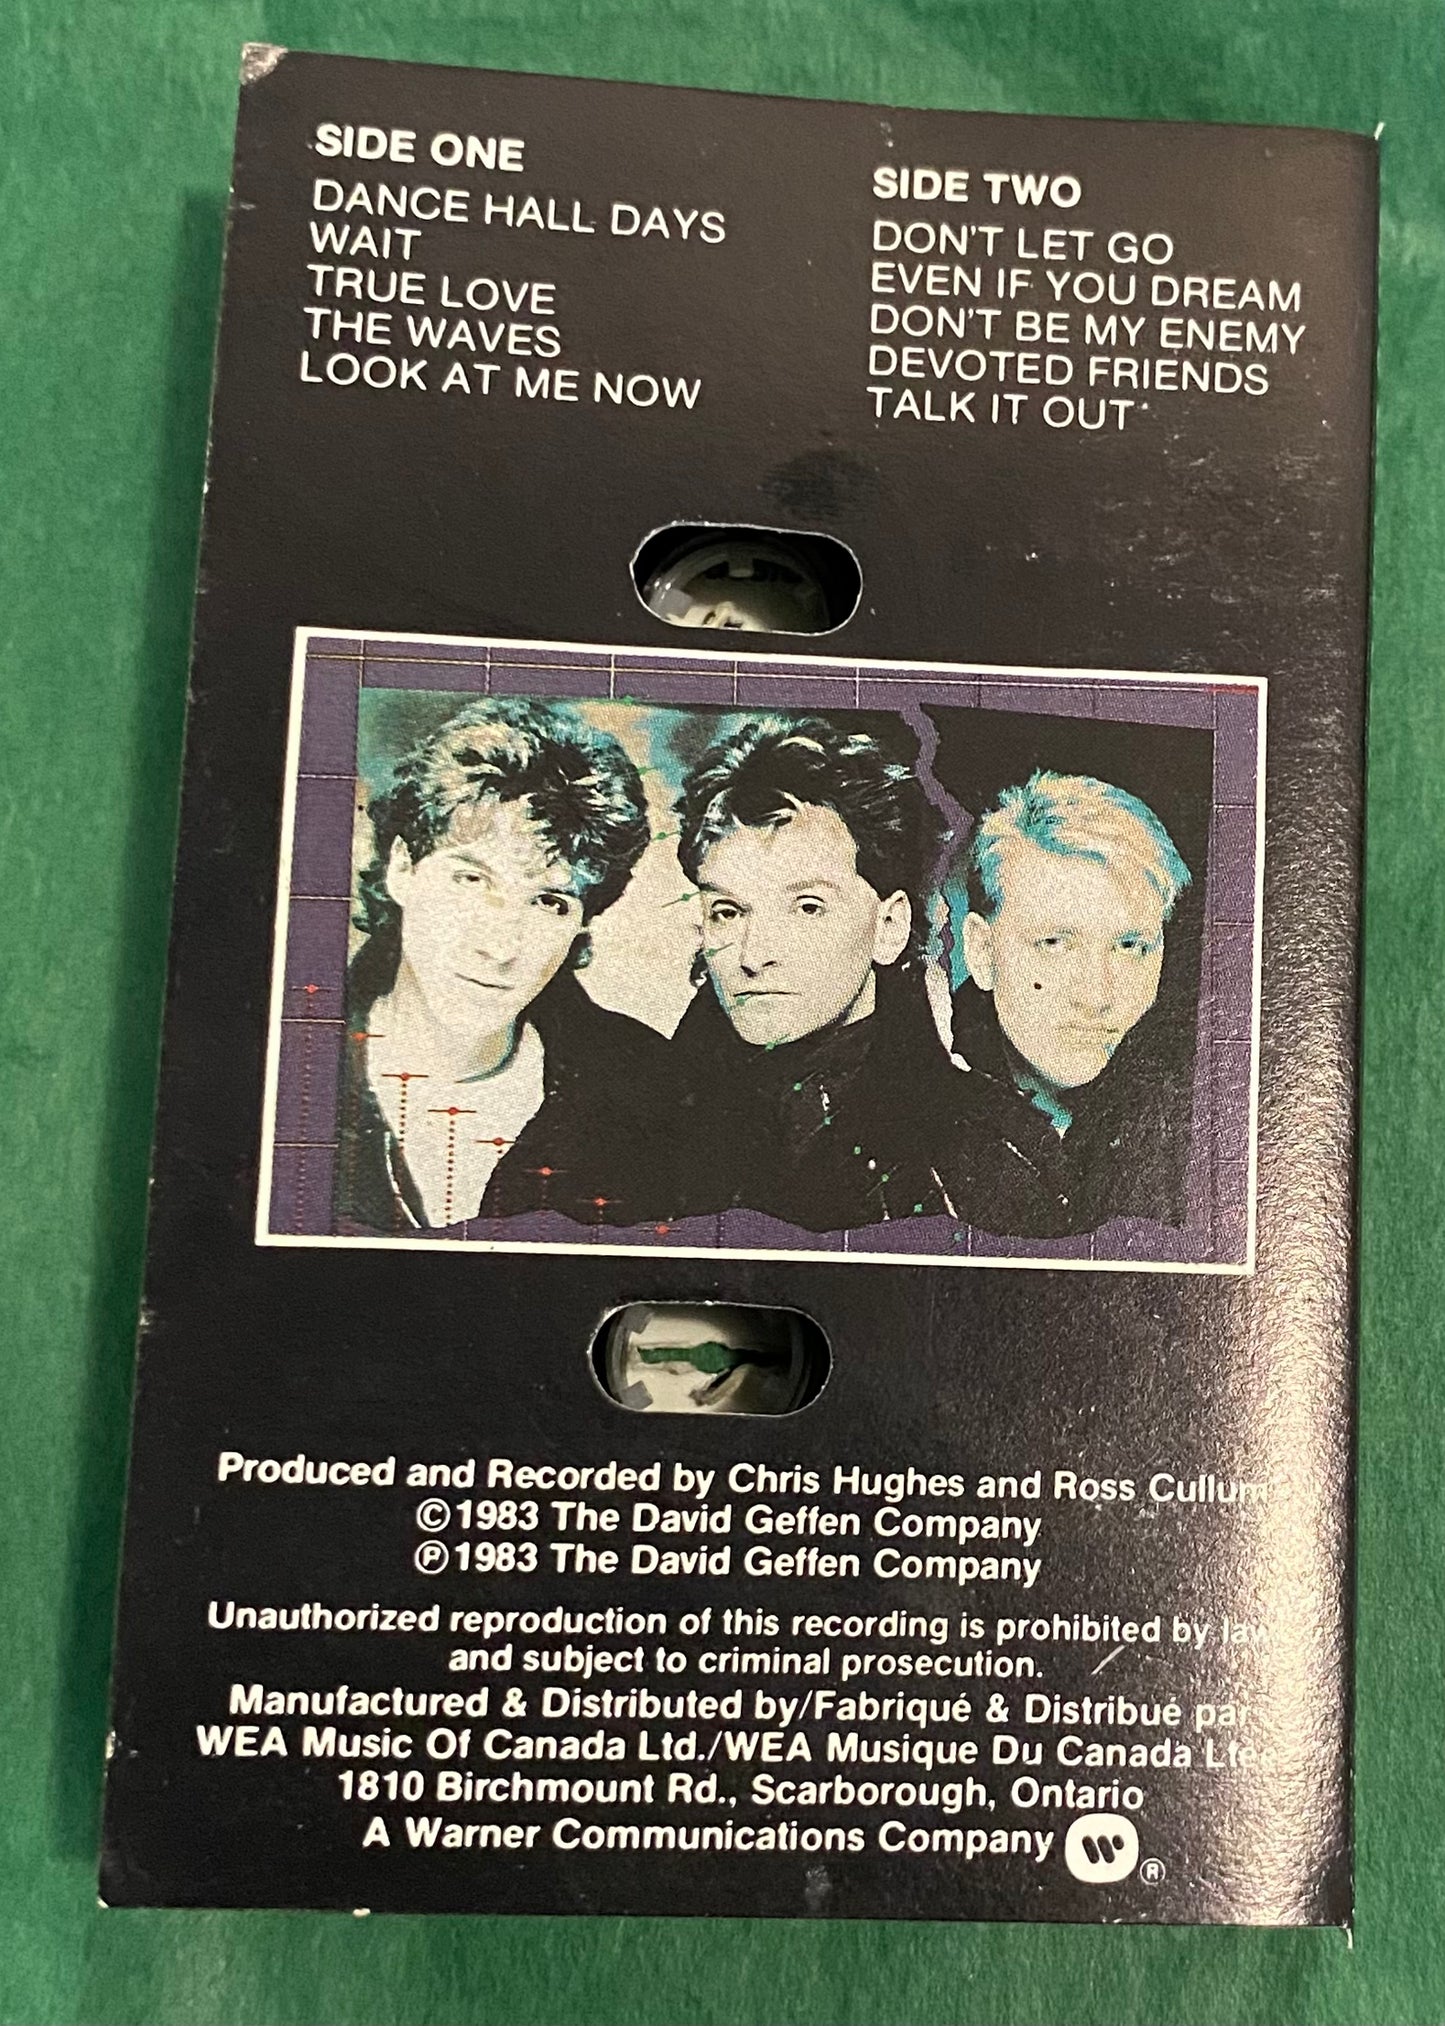 SIDE ONE
DANCE HALL DAYS
WAIT
TRUE LOVE
THE WAVES
LOOK AT ME NOW
SIDE TWO
DON'T LET GO
EVEN IF YOU DREAM
DON'T BE MY ENEMY
DEVOTED FRIENDS
TALK IT OUT
Produced and Recorded by Chris Hughes and Ross Cullum
©1983 The David Geffen Company
℗1983 The David Geffen Company
Unauthorized reproduction of this recording is prohibited by law
and subject to criminal prosecution.
Manufactured & Distributed by/Fabriqué & Distribué par
WEA Music Of Canada Ltd./WEA Musique Du Canada Ltee
1810 Birchmount Rd., Scarborough, Ontario
A Warner Communications Company W ®